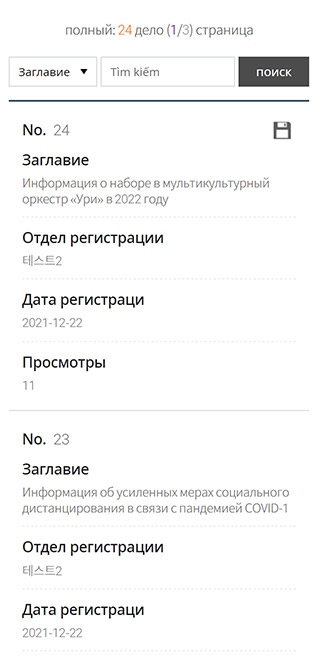 полный: 24 дело (1/3) страница
Заглавие ▼ Tìm kiếm поиск
No. 24
Заглавие
Информация о наборе в мультикультурный
оркестр «Ури» в 2022 году
Отдел регистрации
테스트2
Дата регистраци
2021-12-22
Просмотры
11
No. 23
Заглавие
Информация об усиленных мерах социального
дистанцирования в связи с пандемией COVID-1
Отдел регистрации
테스트2
Дата регистраци
2021-12-22